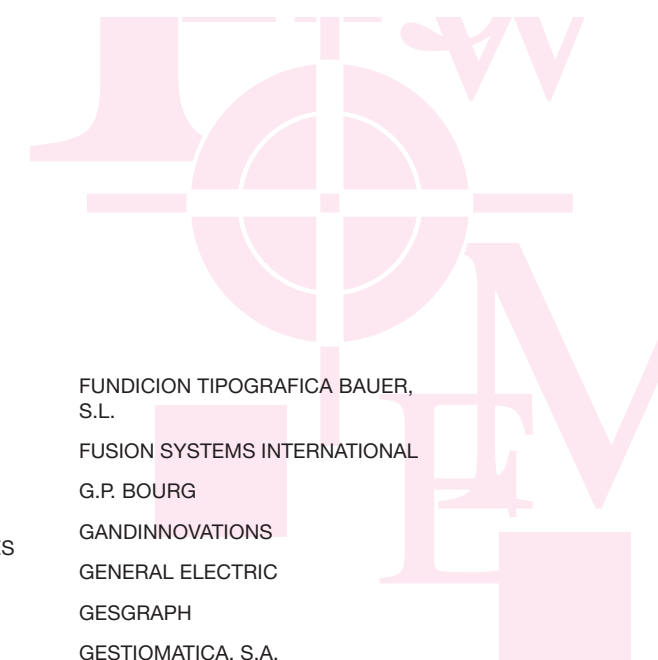 FUNDICION TIPOGRAFICA BAUER,
S.L.
FUSION SYSTEMS INTERNATIONAL
G.P. BOURG
GANDINNOVATIONS
GENERAL ELECTRIC
GESGRAPH
GESTIOMATICA, S.A.